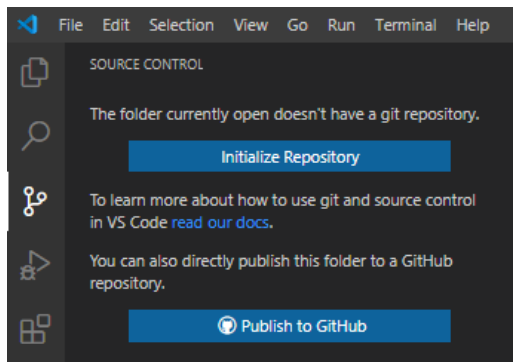 File Edit Selection View Go Run Terminal Help
SOURCE CONTROL
The folder currently open doesn't have a git repository.
Initialize Repository
To learn more about how to use git and source control
in VS Code read our docs.
You can also directly publish this folder to a GitHub
repository.
Publish to GitHub